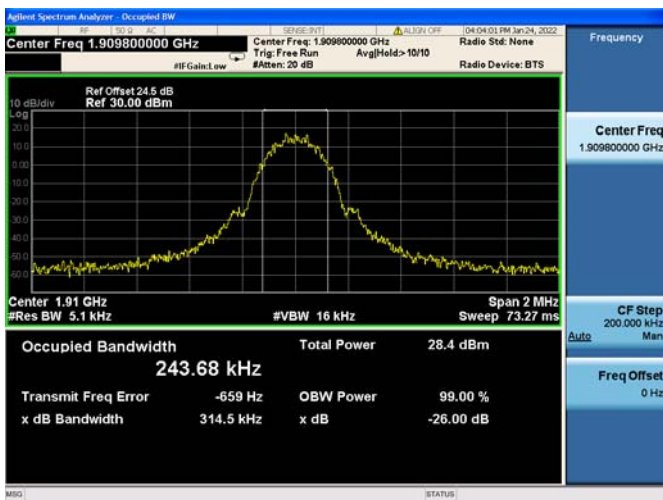 Agilent Spectrum Analyzer - Occupied BW
RF 50 Ω AC SENSE:INT ALIGN OFF 04:04:01 PM Jan 24, 2022
Center Freq 1.909800000 GHz
Center Freq: 1.909800000 GHz
Radio Std: None
Trig: Free Run Avg|Hold:> 10/10
#IFGain:Low #Atten: 20 dB Radio Device: BTS
Frequency
Ref Offset 24.5 dB
10 dB/div Ref 30.00 dBm
Log
20.0
10.0
0.00
10.0
20.0
30.0
40.0
50.0
60.0
Center 1.91 GHz Span 2 MHz
#Res BW 5.1 kHz #VBW 16 kHz Sweep 73.27 ms
Occupied Bandwidth Total Power 28.4 dBm
243.68 kHz
Transmit Freq Error -659 Hz OBW Power 99.00 %
x dB Bandwidth 314.5 kHz x dB -26.00 dB
Center Freq
1.909800000 GHz
CF Step
200.000 kHz
Auto Man
Freq Offset
0 Hz
MSG STATUS